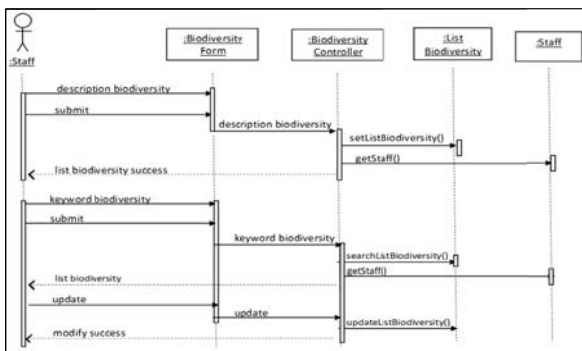 :Staff
:Biodiversity
Form
:Biodiversity
Controller
:List
Biodiversity
:Staff
description biodiversity
submit
description biodiversity
setListBiodiversity()
getStaff()
list biodiversity success
keyword biodiversity
submit
keyword biodiversity
searchListBiodiversity()
getStaff()
list biodiversity
update
update
updateListBiodiversity()
modify success